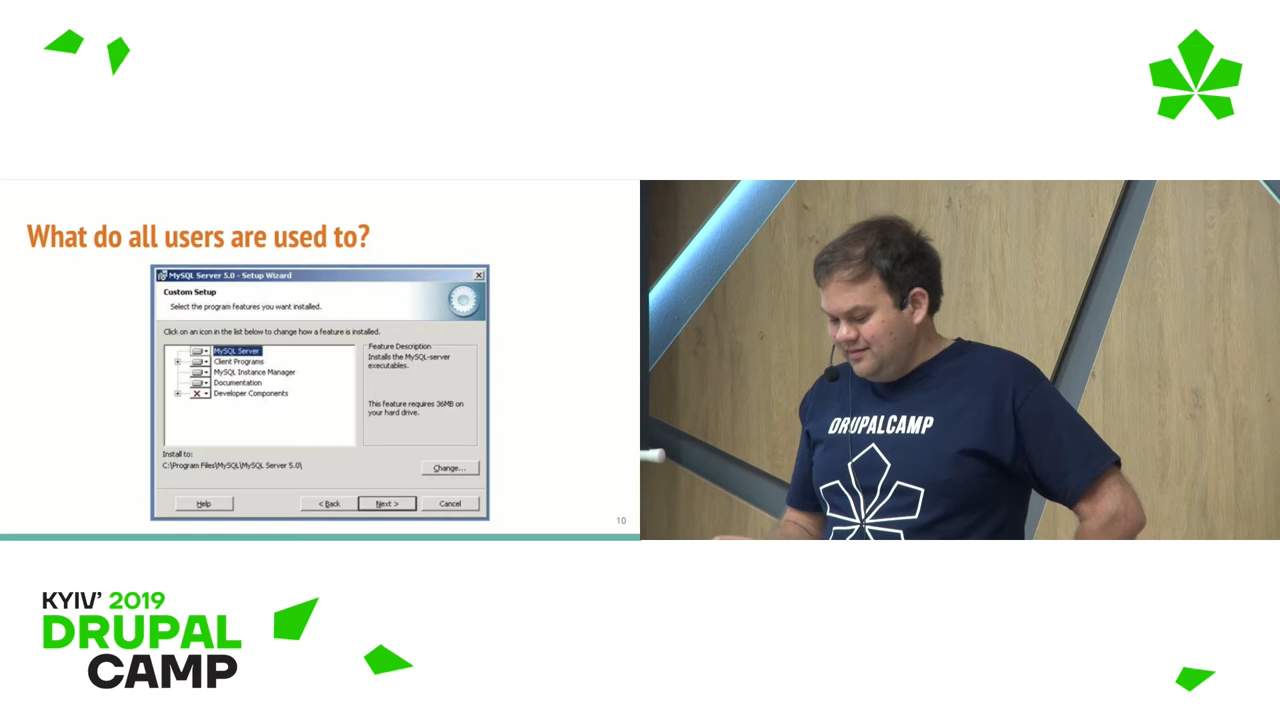 What do all users are used to?
MySQL Server 5.0 - Setup Wizard
Custom Setup
Select the program features you want installed.
Click on an icon in the list below to change how a feature is installed.
MySQL Server
Client Programs
MySQL Instance Manager
Documentation
Developer Components
Feature Description
Installs the MySQL-server
executables.
This feature requires 36MB on
your hard drive.
Install to:
C:\Program Files\MySQL\MySQL Server 5.0\
Change...
Help
< Back
Next >
Cancel
10
DRUPALCAMP
KYIV' 2019
DRUPAL
CAMP